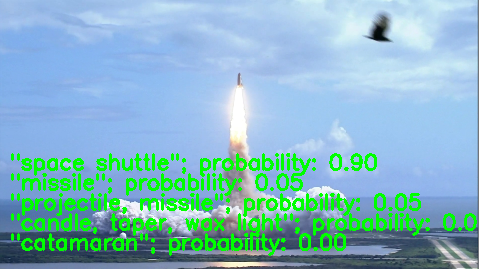 "space shuttle"; probability: 0.90
"missile"; probability: 0.05
"projectile, missile"; probability: 0.05
"candle, taper, wax light"; probability: 0.0
"catamaran"; probability: 0.00